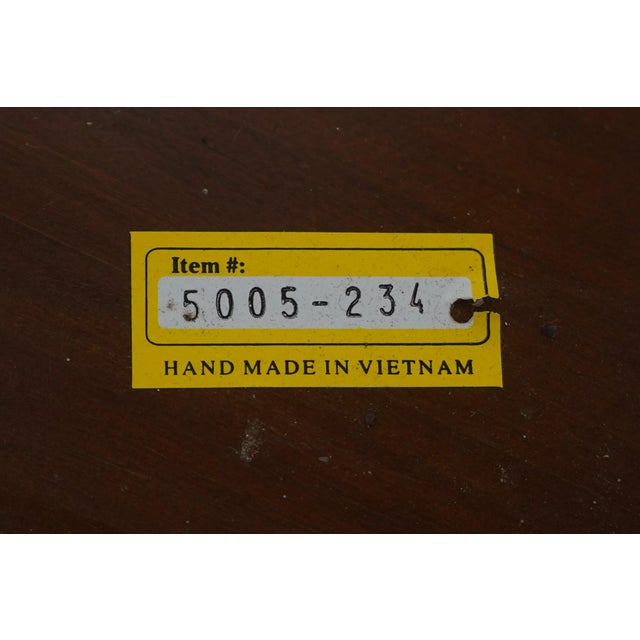 Item #:
5005-234
HAND MADE IN VIETNAM